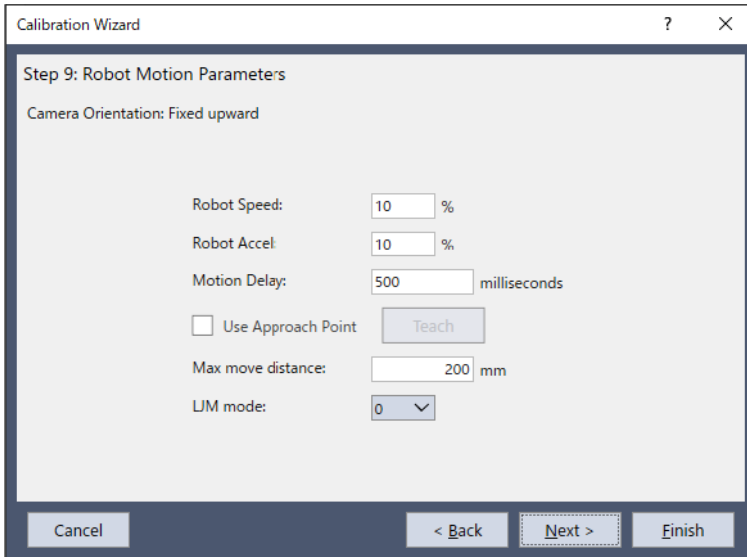 Calibration Wizard ? ×
Step 9: Robot Motion Parameters
Camera Orientation: Fixed upward
Robot Speed: 10 %
Robot Accel: 10 %
Motion Delay: 500 milliseconds
Use Approach Point Teach
Max move distance: 200 mm
LJM mode: 0
Cancel < Back Next > Finish